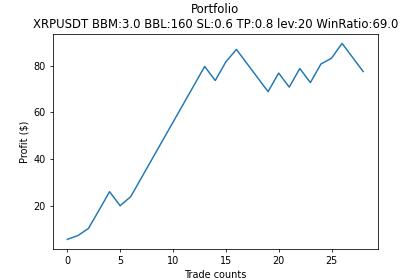 Portfolio
XRPUSDT BBM:3.0 BBL:160 SL:0.6 TP:0.8 lev:20 WinRatio:69.0
80
60
40
20
Profit ($)
0 5 10 15 20 25
Trade counts